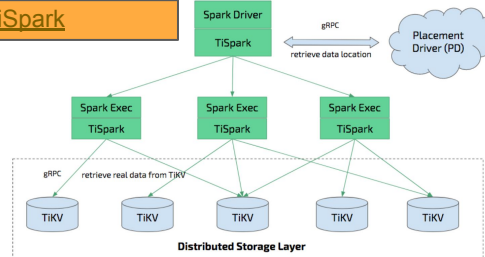 iSpark
Spark Driver
TiSpark
gRPC
retrieve data location
Placement
Driver (PD)
Spark Exec
TiSpark
Spark Exec
TiSpark
Spark Exec
TiSpark
gRPC
retrieve real data from TiKV
TiKV
TiKV
TiKV
TiKV
TiKV
Distributed Storage Layer